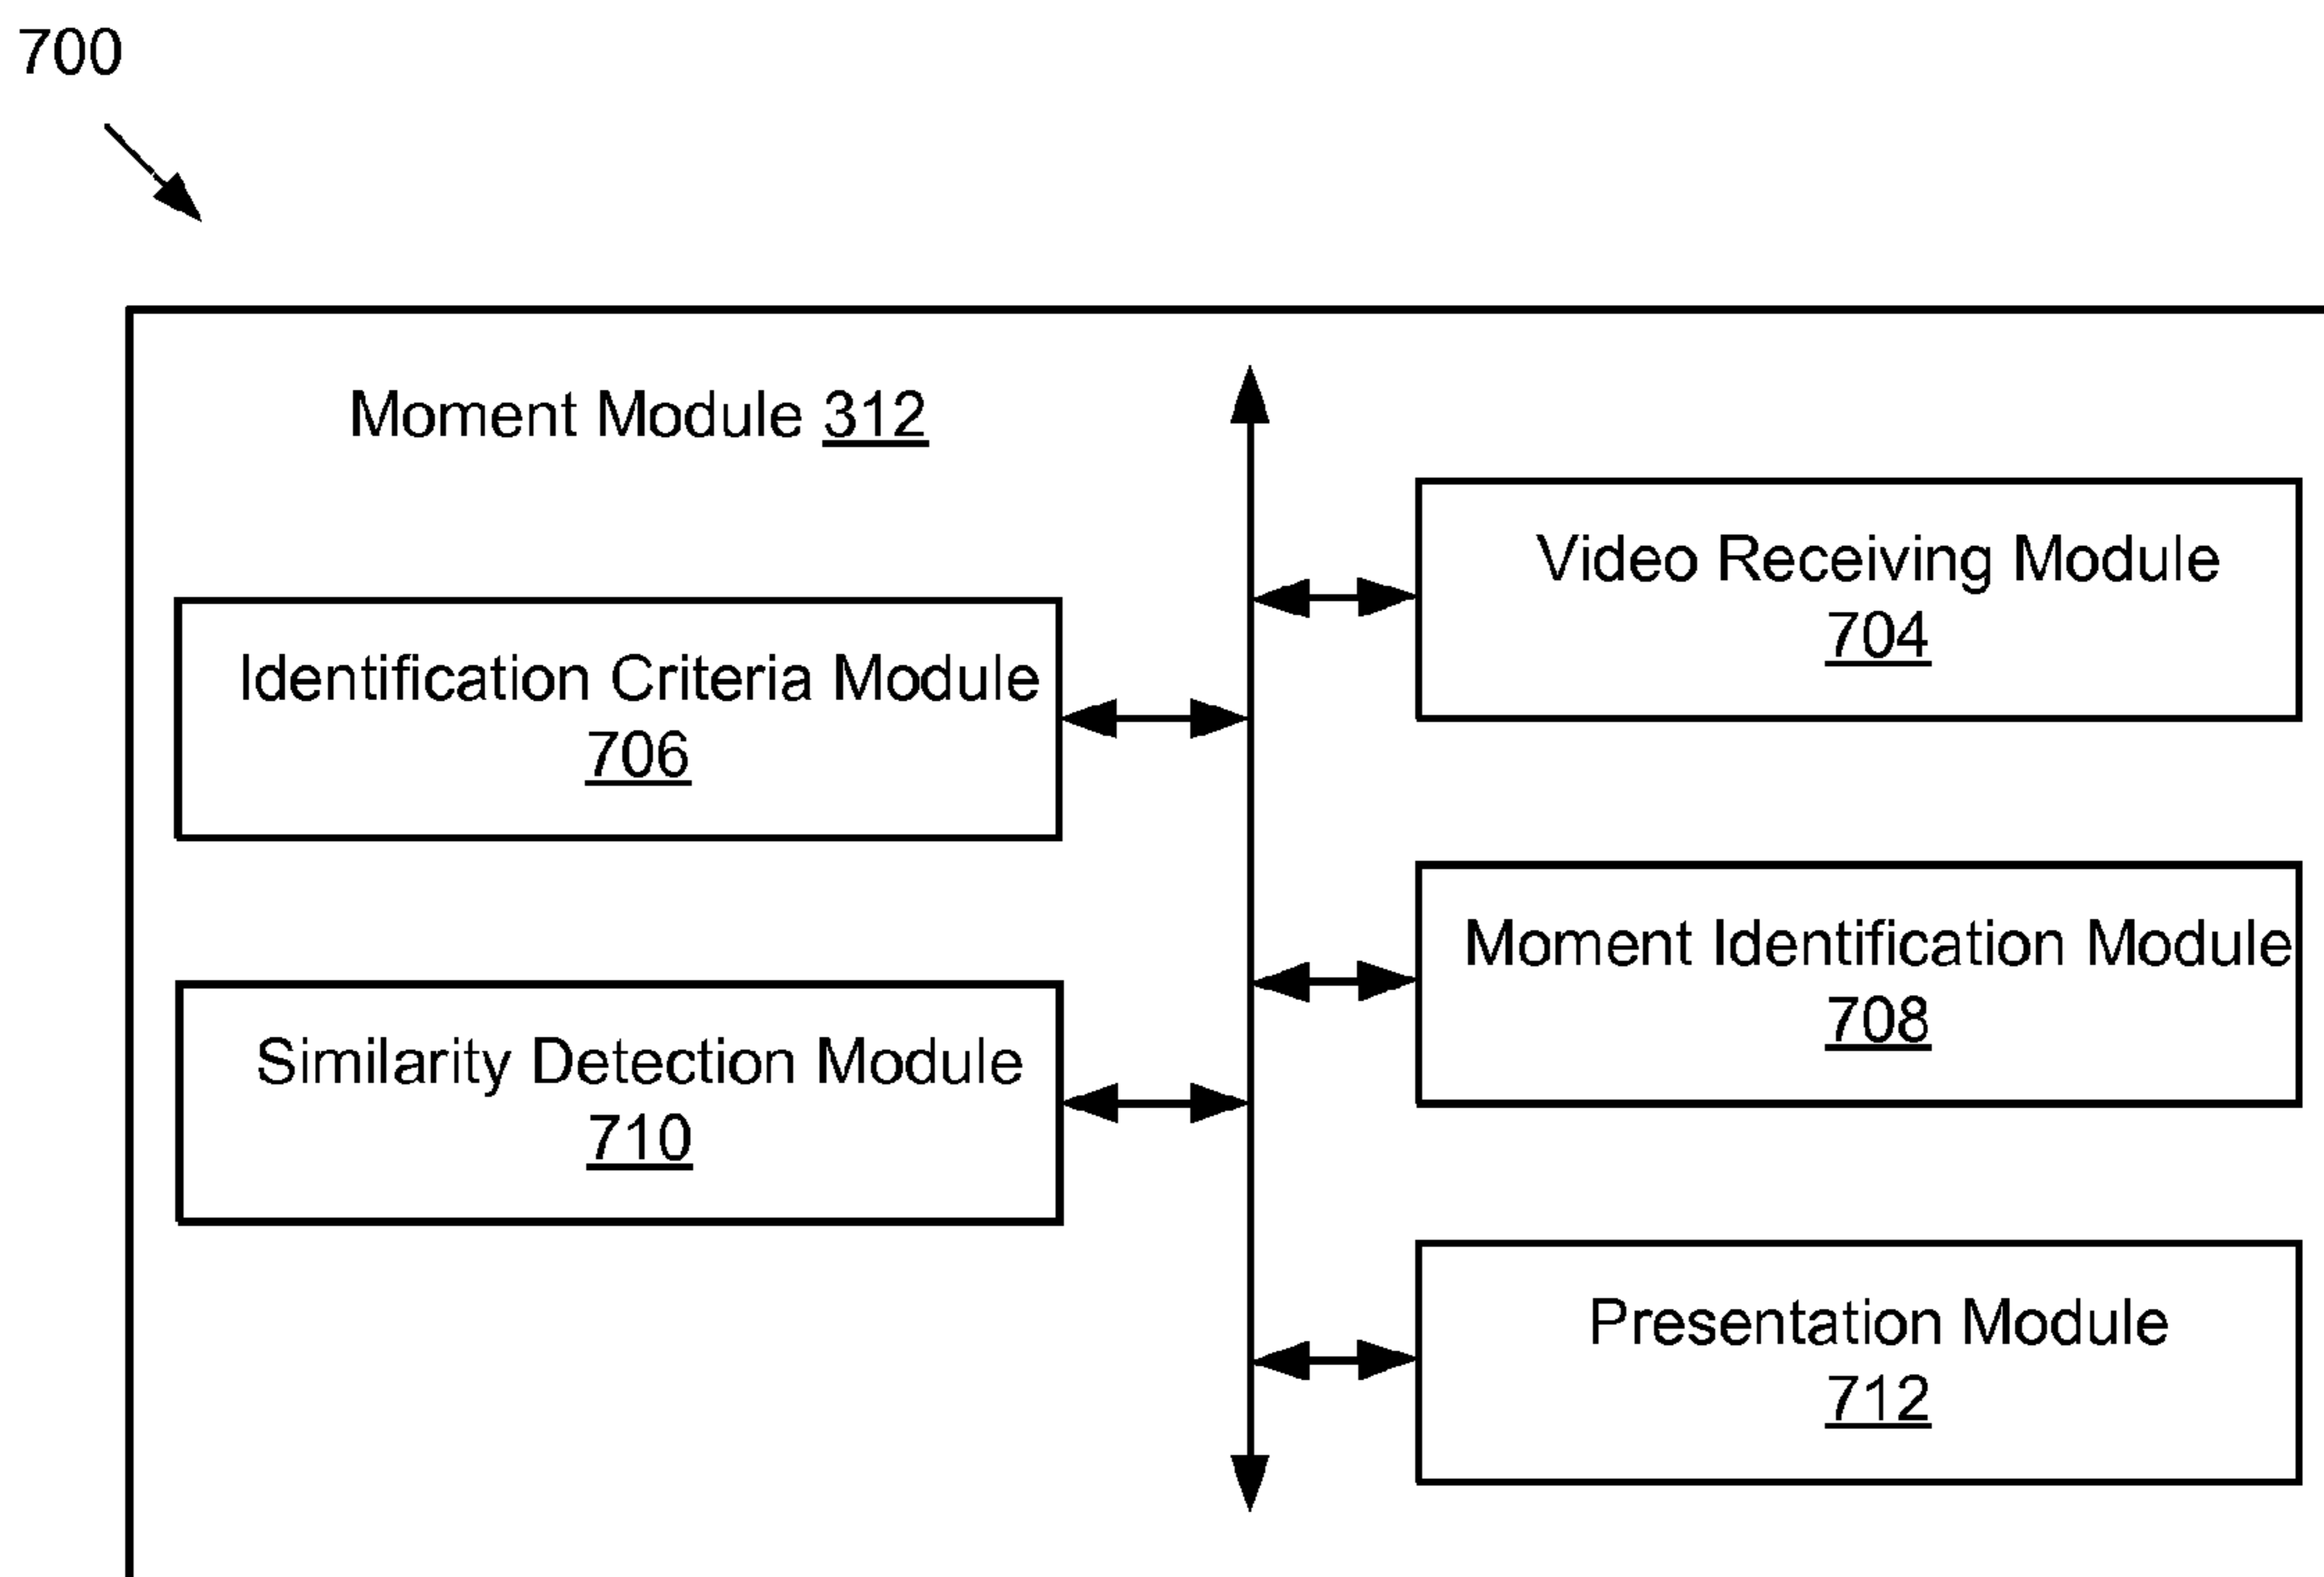 700
Moment Module 312
Video Receiving Module
704
Identification Criteria Module
706
Moment Identification Module
708
Similarity Detection Module
710
Presentation Module
712